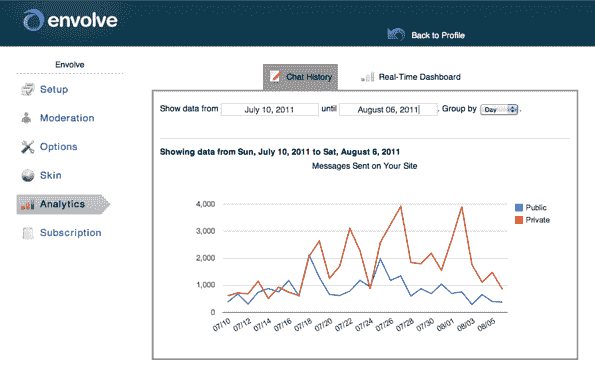 envolve
Back to Profile
Envolve
Setup
Moderation
Options
Skin
Analytics
Subscription
Chat History
Real-Time Dashboard
Show data from July 10, 2011 until August 06, 2011. Group by Day.
Showing data from Sun, July 10, 2011 to Sat, August 6, 2011
Messages Sent on Your Site
4,000
3,000
2,000
1,000
0
Public
Private
07/10 07/12 07/14 07/16 07/18 07/20 07/22 07/24 07/26 07/28 07/30 08/01 08/03 08/05